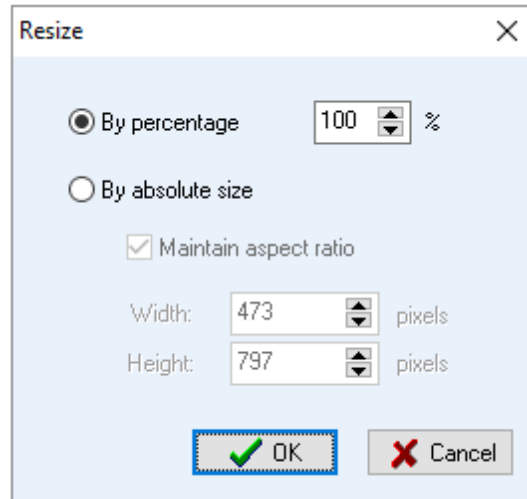 Resize
By percentage 100 %
By absolute size
Maintain aspect ratio
Width: 473 pixels
Height: 797 pixels
OK Cancel